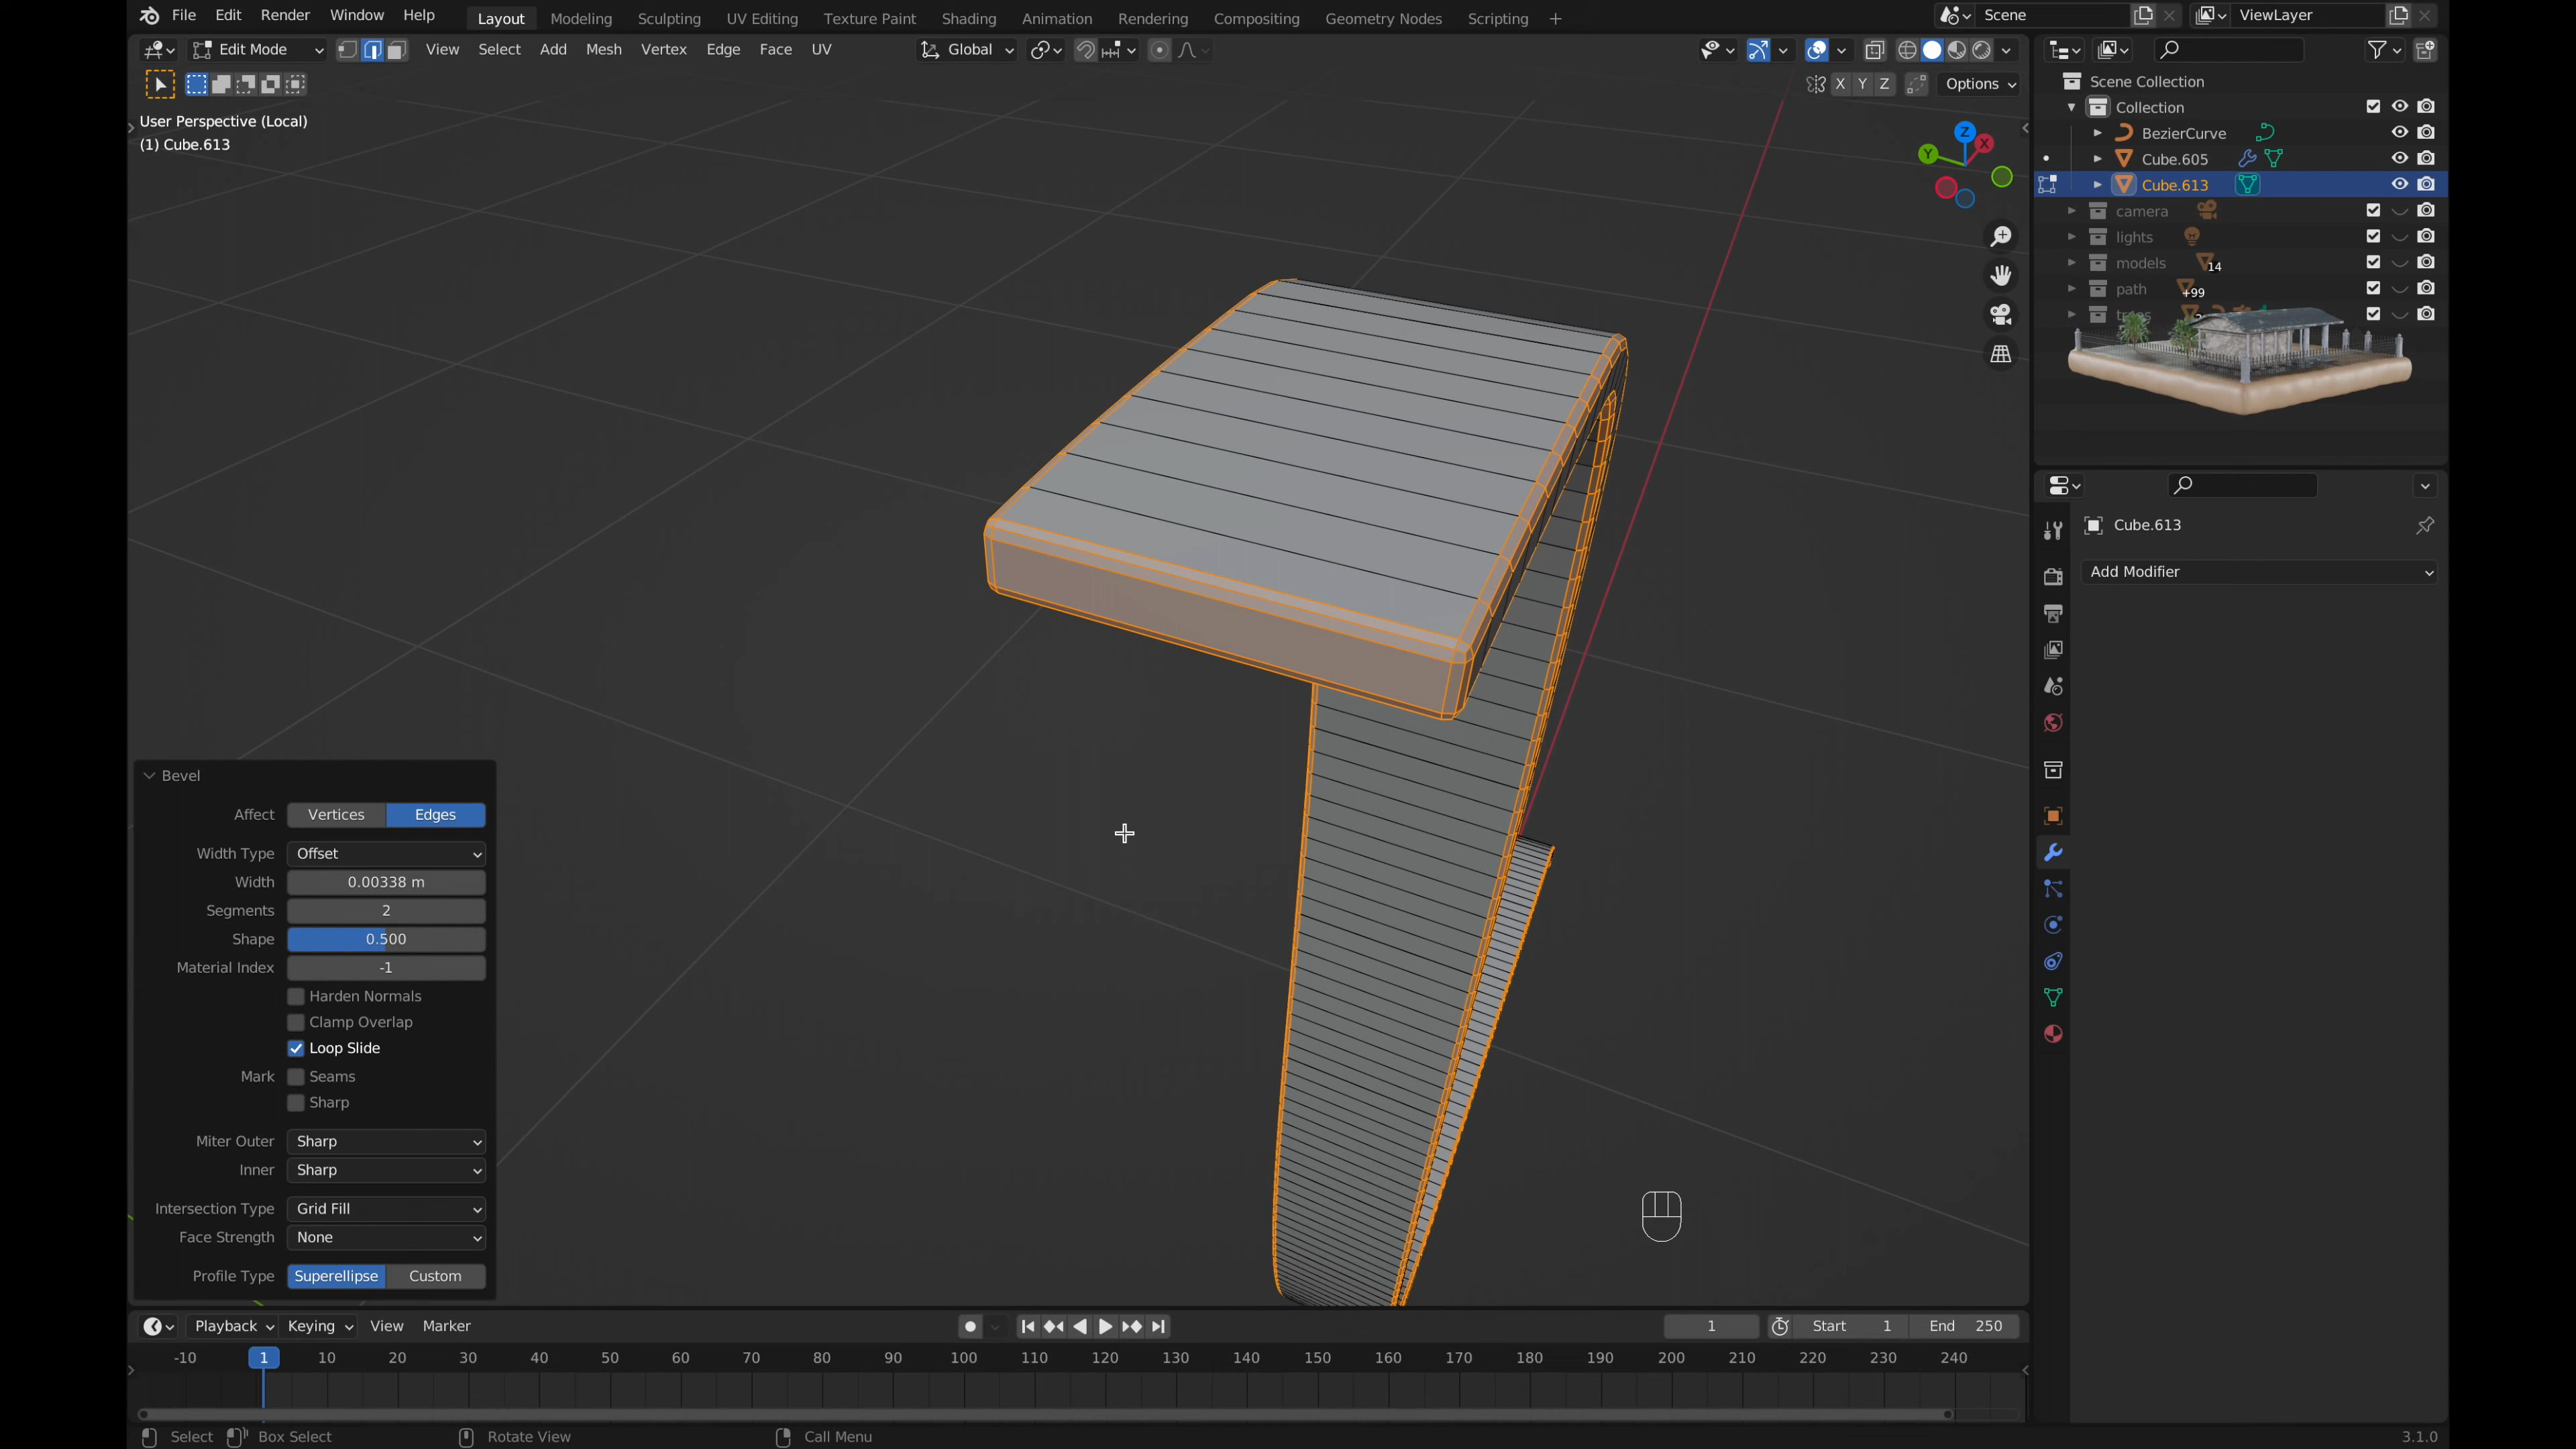 File Edit Render Window Help Layout Modeling Sculpting UV Editing Texture Paint Shading Animation Rendering Compositing Geometry Nodes Scripting + Scene ViewLayer
Edit Mode View Select Add Mesh Vertex Edge Face UV Global
X Y Z Options
User Perspective (Local)
(1) Cube.613
Z
X
Y
Scene Collection
Collection
BezierCurve
Cube.605
Cube.613
camera
lights
models 14
path +99
Cube.613
Add Modifier
Bevel
Affect Vertices Edges
Width Type Offset
Width 0.00338 m
Segments 2
Shape 0.500
Material Index -1
Harden Normals
Clamp Overlap
Loop Slide
Mark Seams
Sharp
Miter Outer Sharp
Inner Sharp
Intersection Type Grid Fill
Face Strength None
Profile Type Superellipse Custom
Playback Keying View Marker 1 Start 1 End 250
-10 1 10 20 30 40 50 60 70 80 90 100 110 120 130 140 150 160 170 180 190 200 210 220 230 240
Select Box Select Rotate View Call Menu 3.1.0